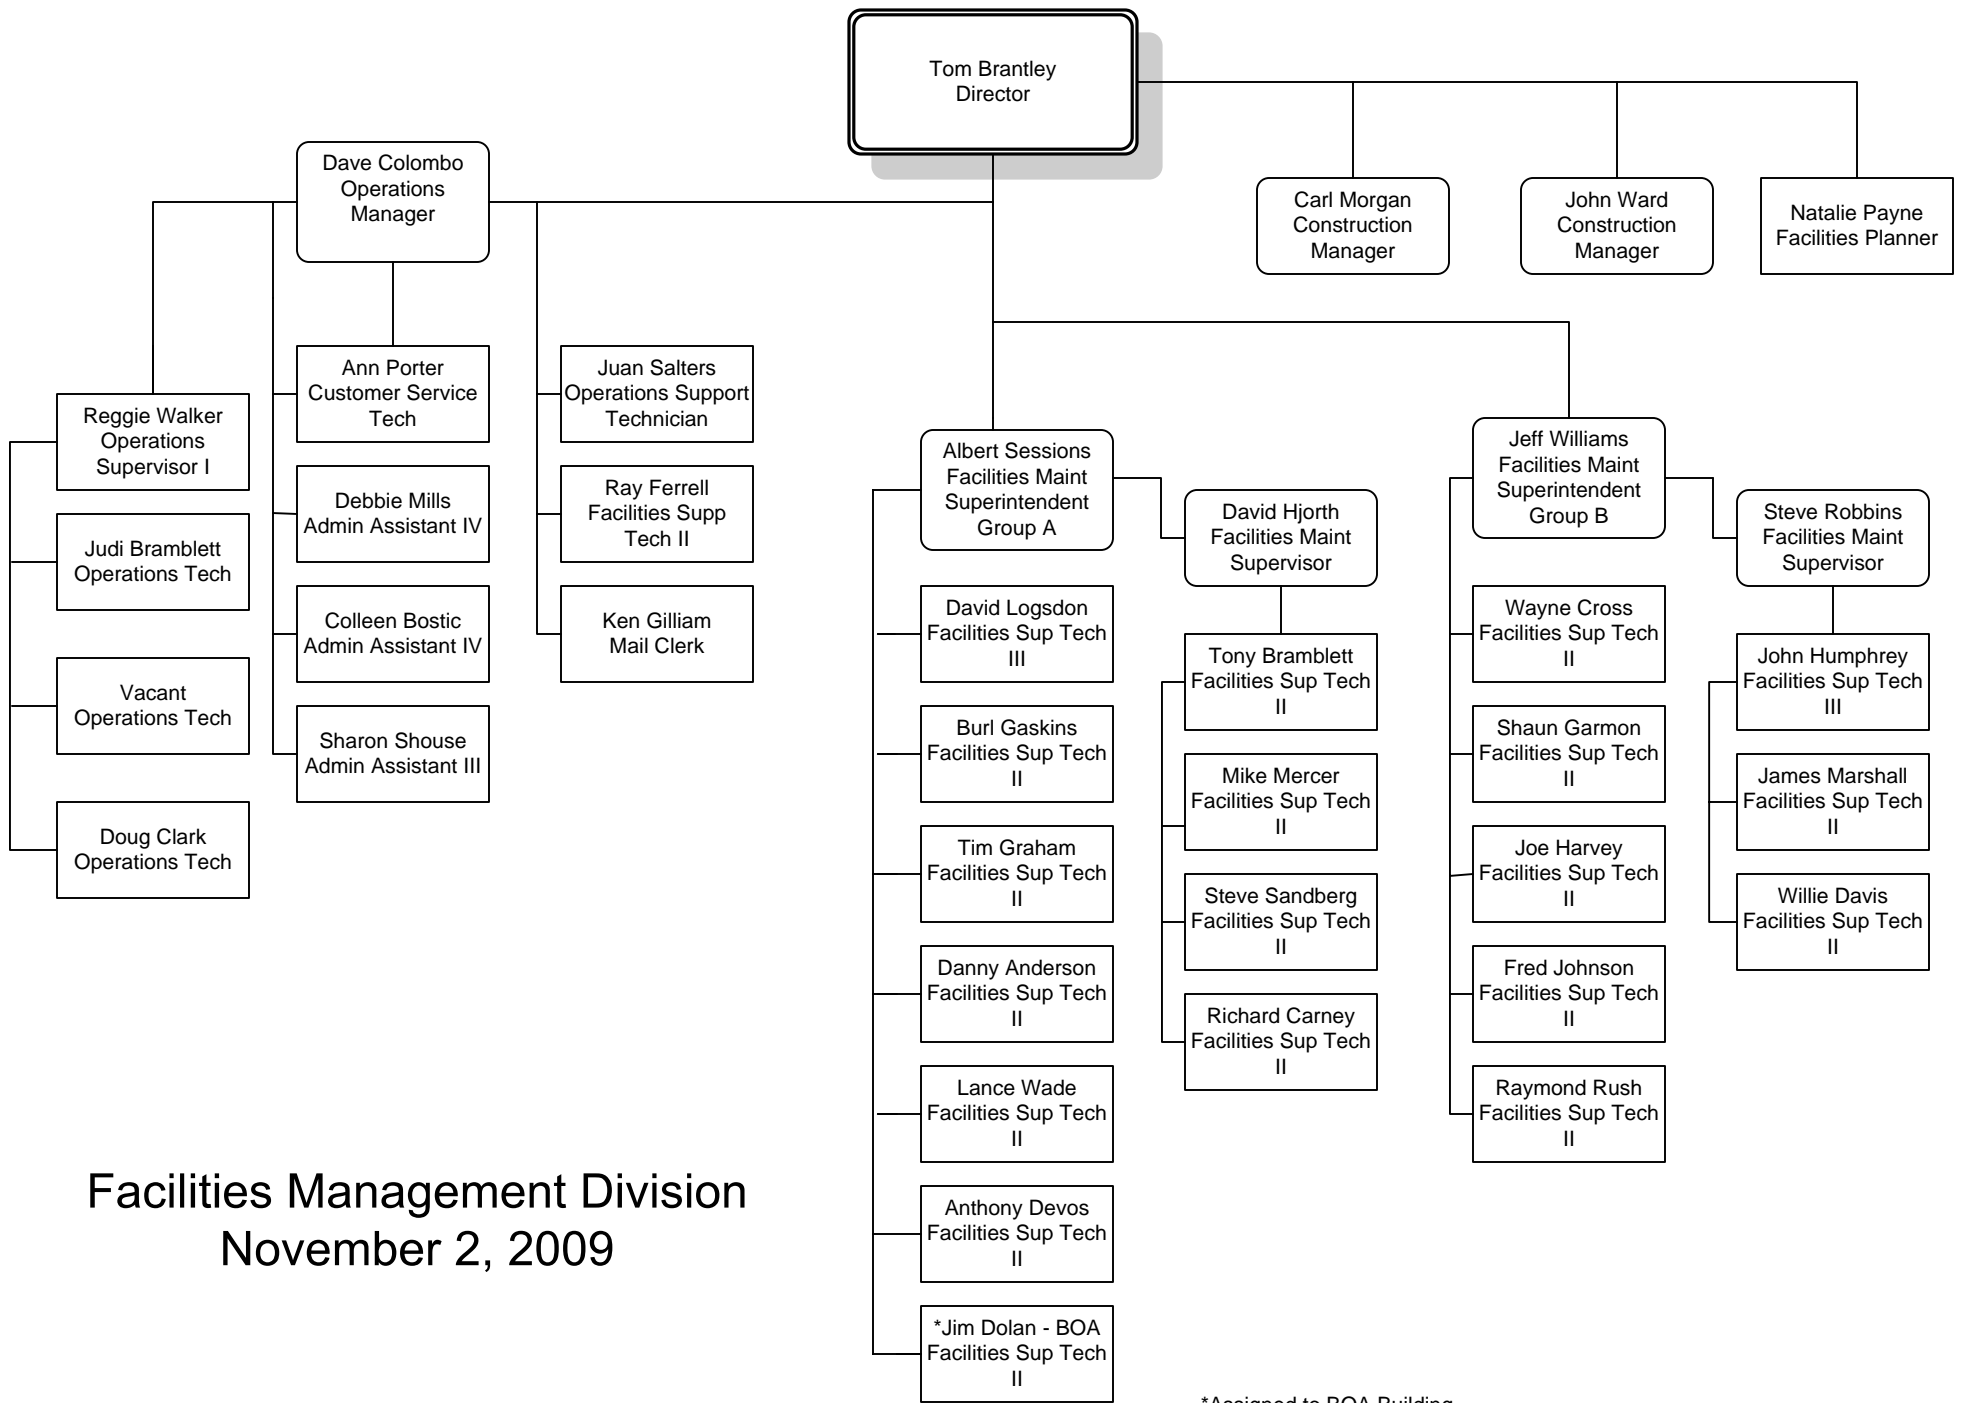 Tom Brantley
Director
Dave Colombo
Operations
Manager
Carl Morgan
Construction
Manager
John Ward
Construction
Manager
Natalie Payne
Facilities Planner
Reggie Walker
Operations
Supervisor I
Judi Bramblett
Operations Tech
Vacant
Operations Tech
Doug Clark
Operations Tech
Ann Porter
Customer Service
Tech
Debbie Mills
Admin Assistant IV
Colleen Bostic
Admin Assistant IV
Sharon Shouse
Admin Assistant III
Juan Salters
Operations Support
Technician
Ray Ferrell
Facilities Supp
Tech II
Ken Gilliam
Mail Clerk
Albert Sessions
Facilities Maint
Superintendent
Group A
David Logsdon
Facilities Sup Tech
III
Burl Gaskins
Facilities Sup Tech
II
Tim Graham
Facilities Sup Tech
II
Danny Anderson
Facilities Sup Tech
II
Lance Wade
Facilities Sup Tech
II
Anthony Devos
Facilities Sup Tech
II
*Jim Dolan - BOA
Facilities Sup Tech
II
David Hjorth
Facilities Maint
Supervisor
Tony Bramblett
Facilities Sup Tech
II
Mike Mercer
Facilities Sup Tech
II
Steve Sandberg
Facilities Sup Tech
II
Richard Carney
Facilities Sup Tech
II
Jeff Williams
Facilities Maint
Superintendent
Group B
Wayne Cross
Facilities Sup Tech
II
Shaun Garmon
Facilities Sup Tech
II
Joe Harvey
Facilities Sup Tech
II
Fred Johnson
Facilities Sup Tech
II
Raymond Rush
Facilities Sup Tech
II
Steve Robbins
Facilities Maint
Supervisor
John Humphrey
Facilities Sup Tech
III
James Marshall
Facilities Sup Tech
II
Willie Davis
Facilities Sup Tech
II
Facilities Management Division
November 2, 2009
*Assigned to BOA Building